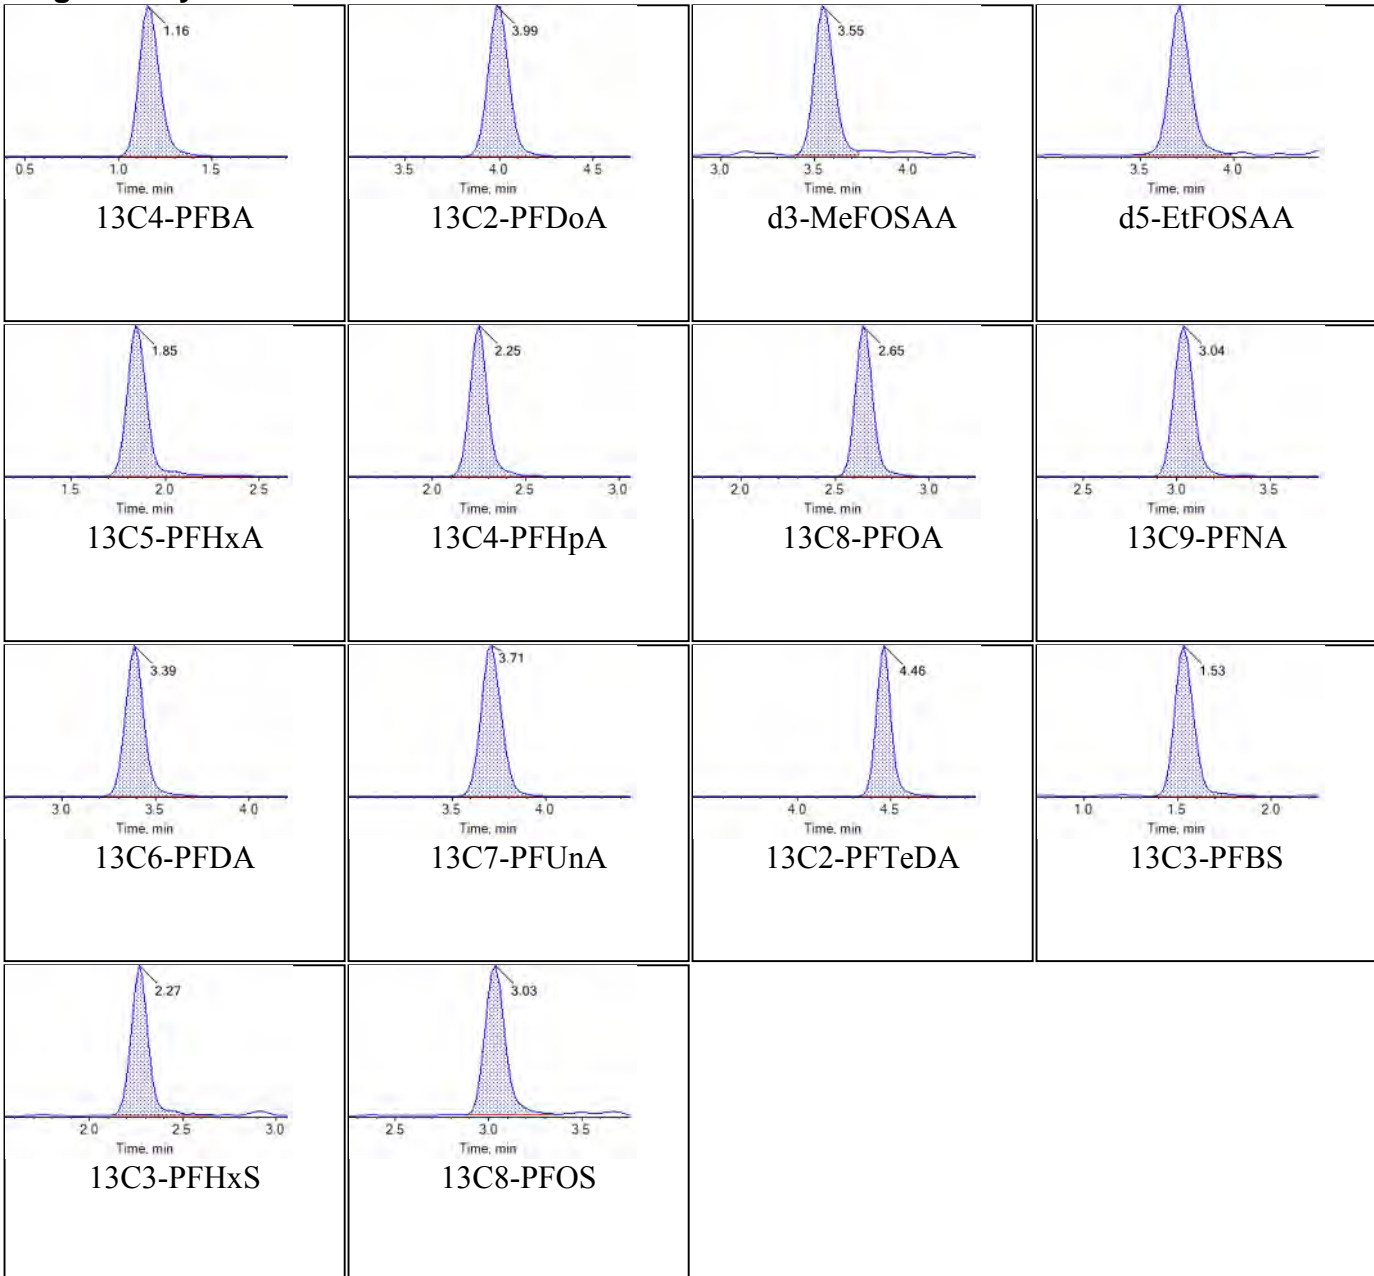 1.16
0.5 1.0 1.5
Time, min
13C4-PFBA
3.99
3.5 4.0 4.5
Time, min
13C2-PFDoA
3.55
3.0 3.5 4.0
Time, min
d3-MeFOSAA
3.5 4.0
Time, min
d5-EtFOSAA
1.85
1.5 2.0 2.5
Time, min
13C5-PFHxA
2.25
2.0 2.5 3.0
Time, min
13C4-PFHpA
2.65
2.0 2.5 3.0
Time, min
13C8-PFOA
3.04
2.5 3.0 3.5
Time, min
13C9-PFNA
3.39
3.0 3.5 4.0
Time, min
13C6-PFDA
3.71
3.5 4.0
Time, min
13C7-PFUnA
4.46
4.0 4.5
Time, min
13C2-PFTeDA
1.53
1.0 1.5 2.0
Time, min
13C3-PFBS
2.27
2.0 2.5 3.0
Time, min
13C3-PFHxS
3.03
2.5 3.0 3.5
Time, min
13C8-PFOS